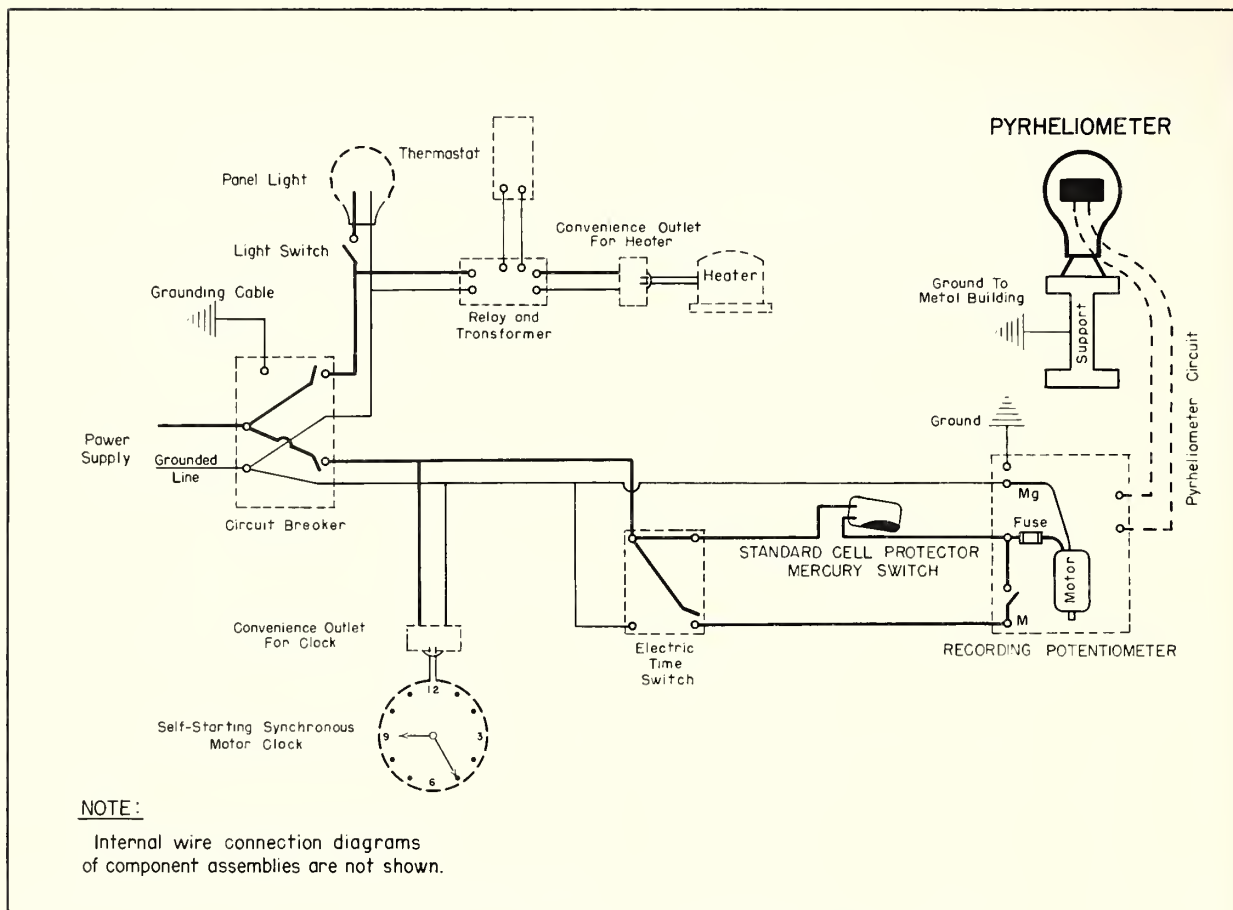 PYRHELIOMETER
Thermostat
Panel Light
Convenience Outlet
For Heater
Light Switch
Heater
Grounding Cable
Ground To
Metal Building
Relay and
Transformer
Support
Pyrheliometer Circuit
Ground
Power
Supply
Grounded
Line
Mg
Circuit Breaker
Fuse
STANDARD CELL PROTECTOR
MERCURY SWITCH
Motor
M
Convenience Outlet
For Clock
Electric
Time
Switch
RECORDING POTENTIOMETER
12
Self-Starting Synchronous
Motor Clock
9
3
6
NOTE:
Internal wire connection diagrams
of component assemblies are not shown.